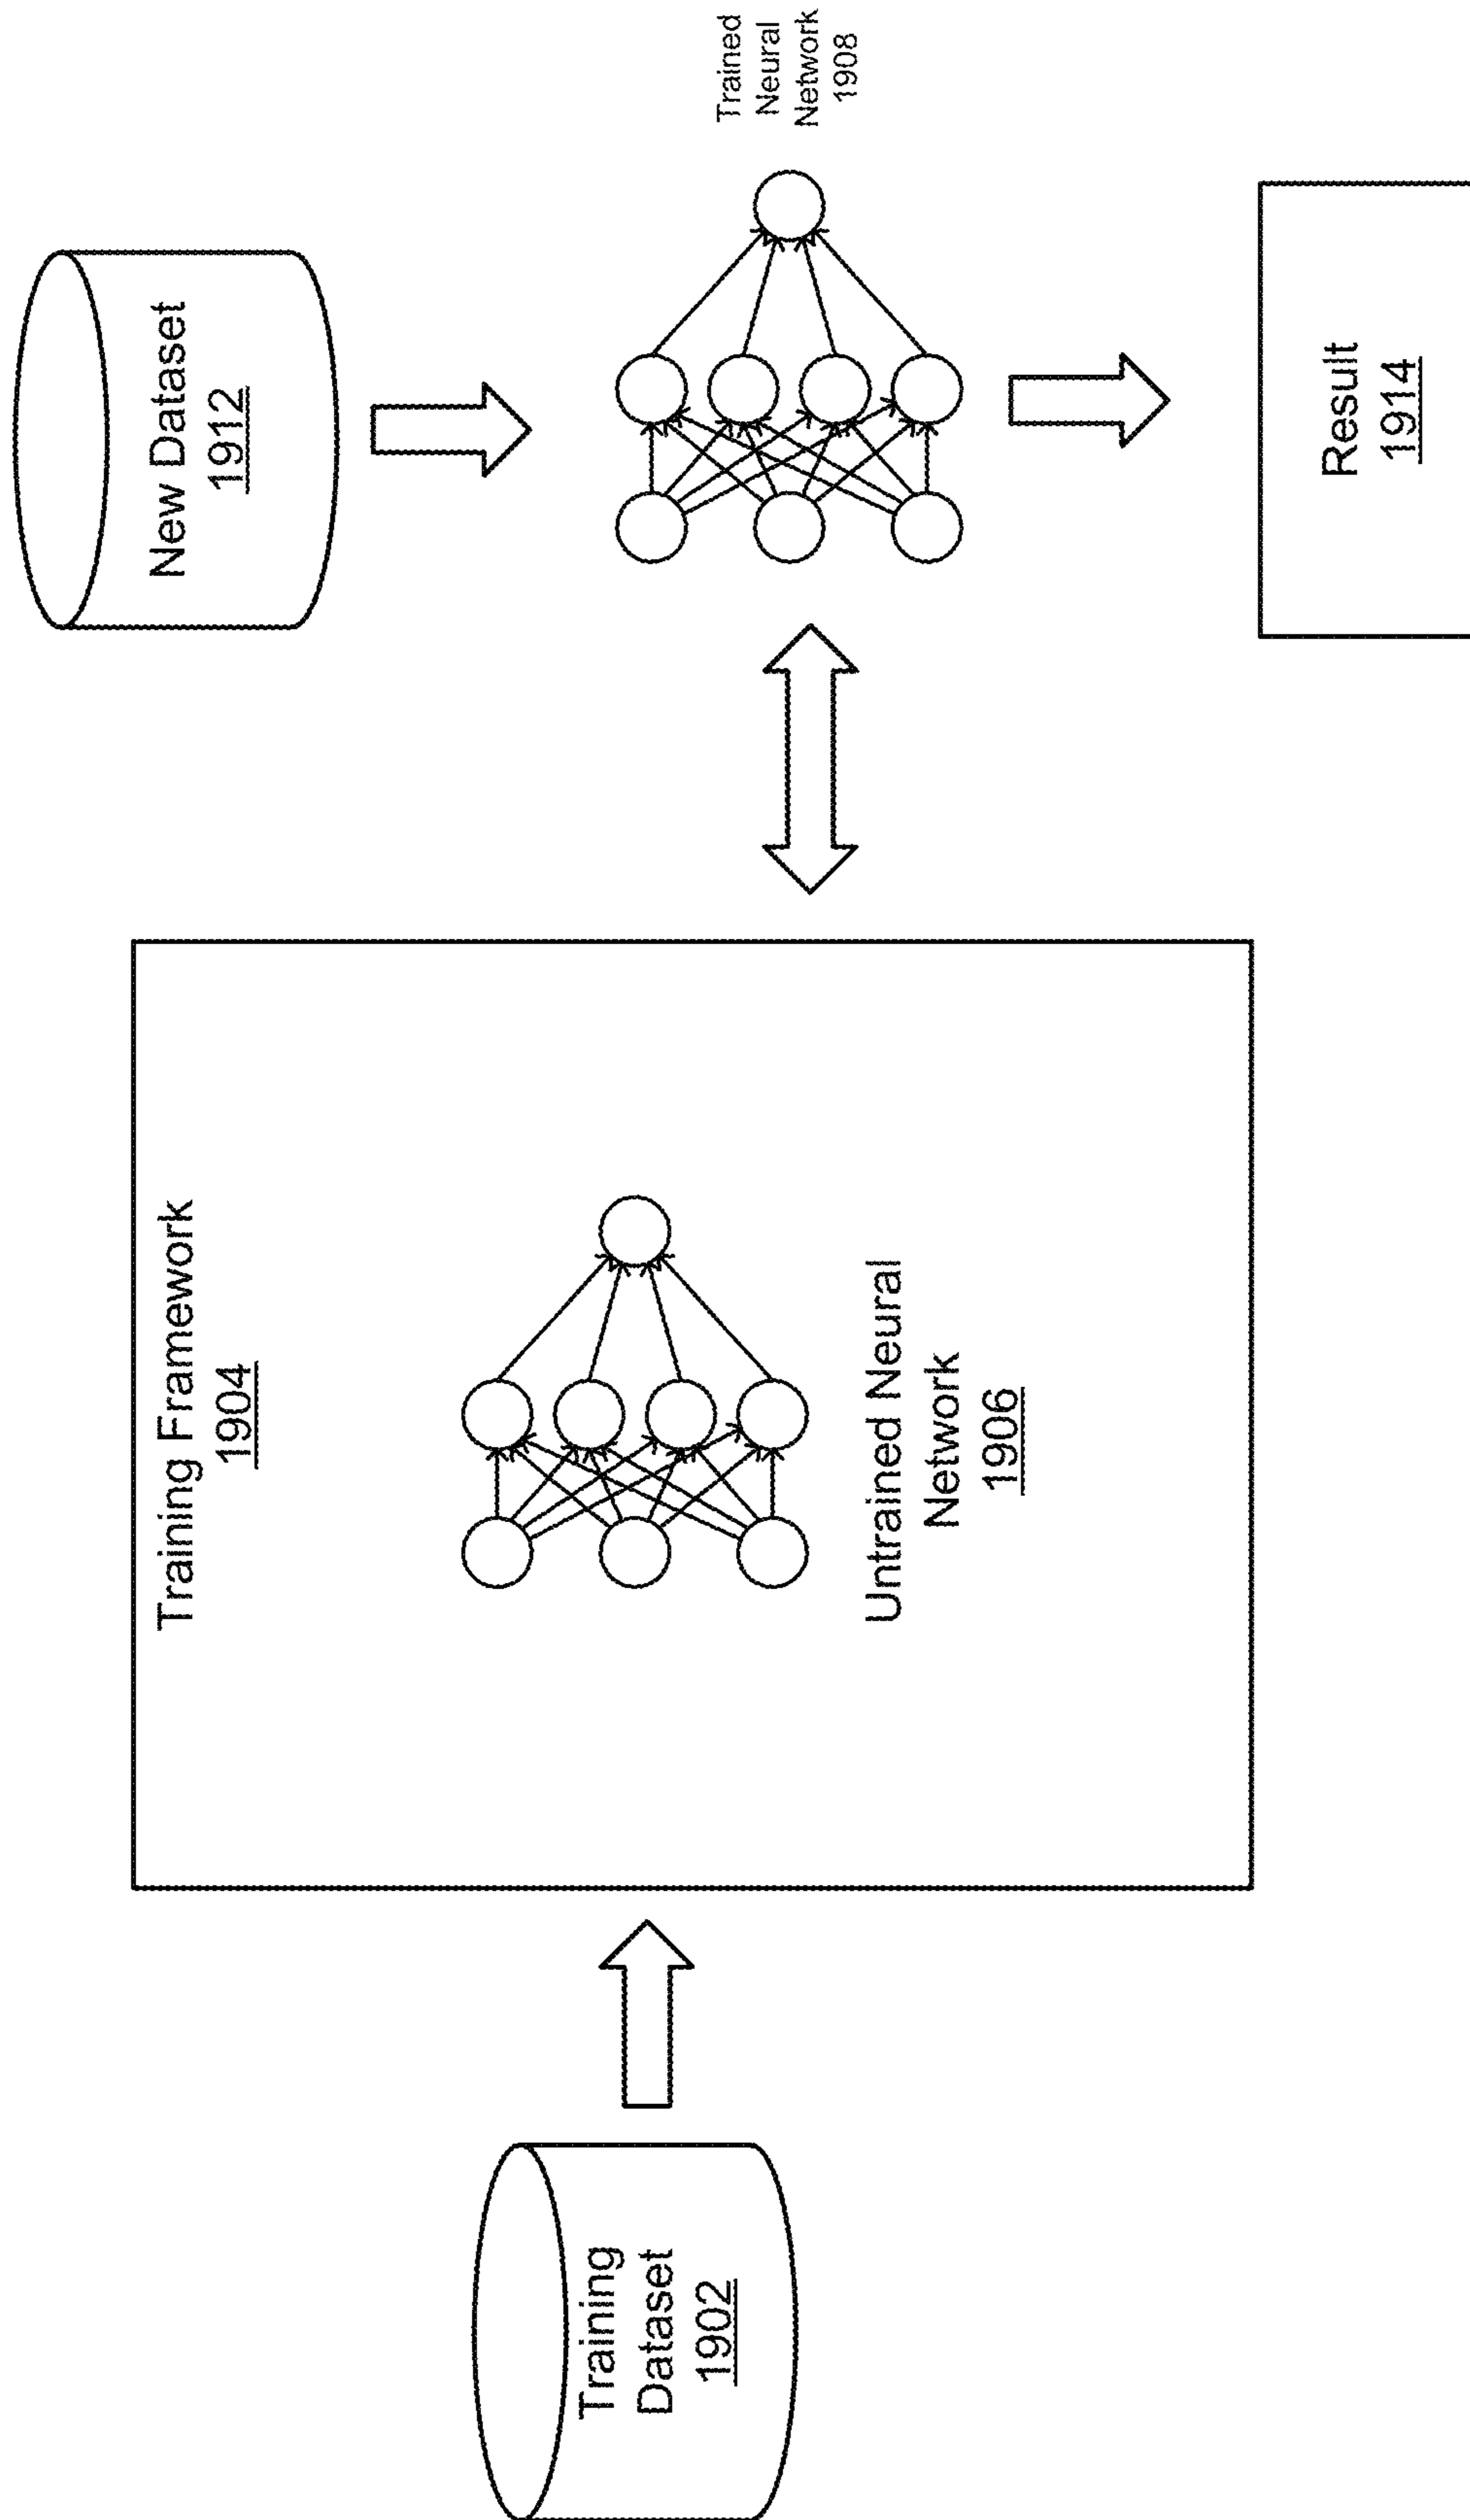 Training
Dataset
1902
Training Framework
1904
Untrained Neural
Network
1906
New Dataset
1912
Trained
Neural
Network
1908
Result
1914